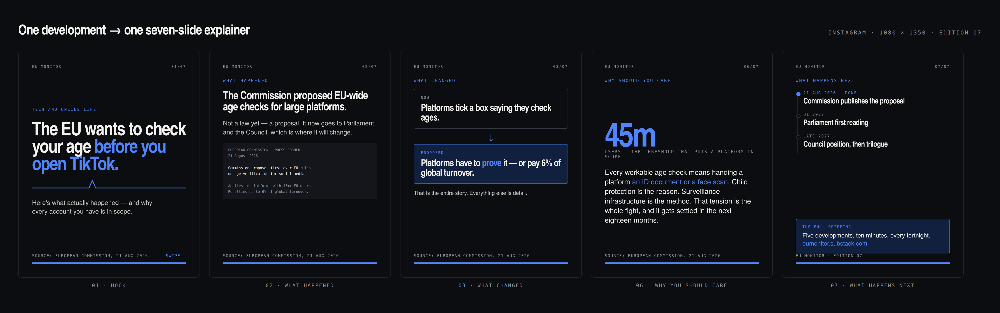 One development → one seven-slide explainer
INSTAGRAM · 1080 × 1350 · EDITION 07
EU MONITOR
01/07
TECH AND ONLINE LIFE
The EU wants to check
your age before you
open TikTok.
Here's what actually happened — and why
every account you have is in scope.
SOURCE: EUROPEAN COMMISSION, 21 AUG 2026
SWIPE →
01 · HOOK
EU MONITOR
02/07
WHAT HAPPENED
The Commission proposed EU-wide
age checks for large platforms.
Not a law yet — a proposal. It now goes to Parliament
and the Council, which is where it will change.
EUROPEAN COMMISSION · PRESS CORNER
21 August 2026
Commission proposes first-ever EU rules
on age verification for social media
Applies to platforms with 45m+ EU users.
Penalties up to 6% of global turnover.
SOURCE: EUROPEAN COMMISSION, 21 AUG 2026
02 · WHAT HAPPENED
EU MONITOR
03/07
WHAT CHANGED
NOW
Platforms tick a box saying they check
ages.
↓
PROPOSED
Platforms have to prove it — or pay 6% of
global turnover.
That is the entire story. Everything else is detail.
SOURCE: EUROPEAN COMMISSION, 21 AUG 2026
03 · WHAT CHANGED
EU MONITOR
06/07
WHY SHOULD YOU CARE
45m
USERS — THE THRESHOLD THAT PUTS A PLATFORM IN
SCOPE
Every workable age check means handing a
platform an ID document or a face scan. Child
protection is the reason. Surveillance
infrastructure is the method. That tension is the
whole fight, and it gets settled in the next
eighteen months.
SOURCE: EUROPEAN COMMISSION, 21 AUG 2026
06 · WHY YOU SHOULD CARE
EU MONITOR
07/07
WHAT HAPPENS NEXT
21 AUG 2026 — DONE
Commission publishes the proposal
Q1 2027
Parliament first reading
LATE 2027
Council position, then trilogue
THE FULL BRIEFING
Five developments, ten minutes, every fortnight.
eumonitor.substack.com
EU MONITOR · EDITION 07
07 · WHAT HAPPENS NEXT